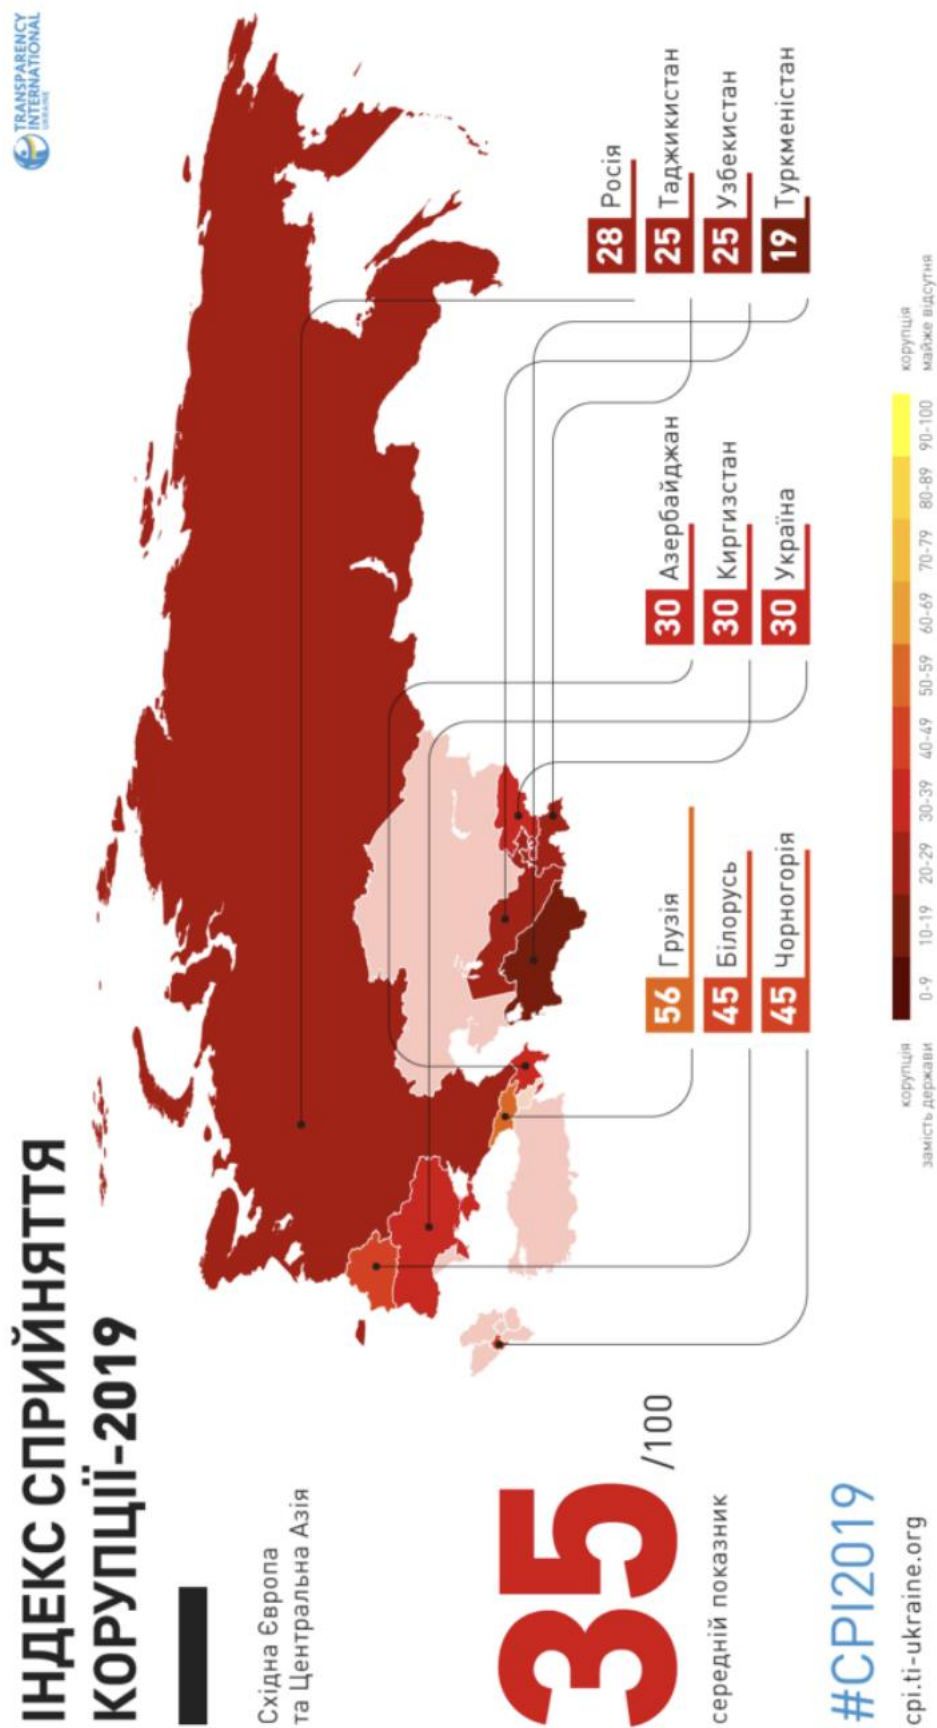 ІНДЕКС СПРИЙНЯТТЯ
КОРУПЦІЇ-2019
TRANSPARENCY
INTERNATIONAL
UKRAINE
Східна Європа
та Центральна Азія
35
/100
середній показник
#CPI2019
cpi.ti-ukraine.org
56 Грузія
45 Білорусь
45 Чорногорія
30 Азербайджан
30 Киргизстан
30 Україна
28 Росія
25 Таджикистан
25 Узбекистан
19 Туркменістан
корупція
замість держави
0-9 10-19 20-29 30-39 40-49 50-59 60-69 70-79 80-89 90-100
корупція
майже відсутня